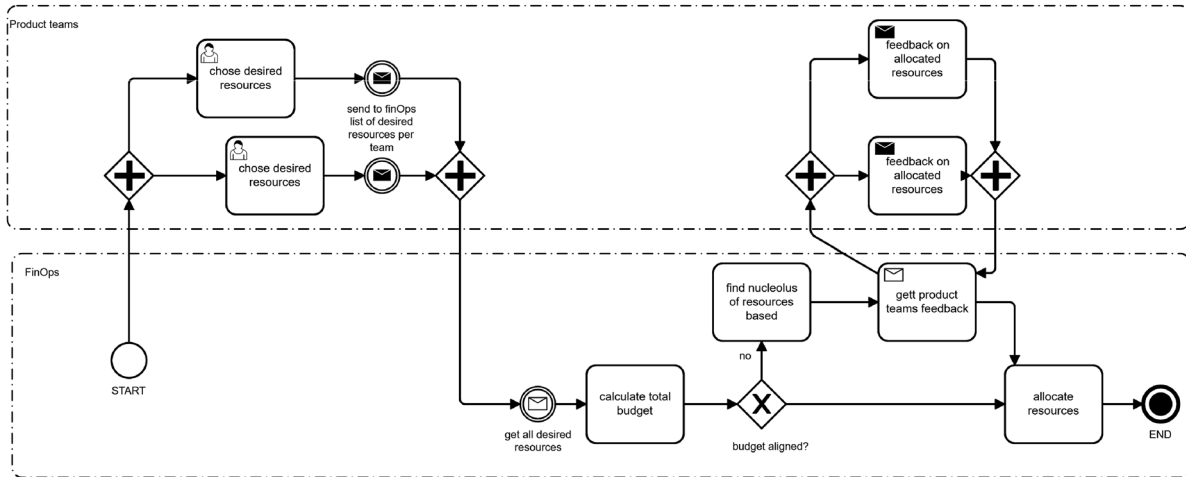 Product teams
chose desired
resources
send to finOps
list of desired
resources per
team
chose desired
resources
feedback on
allocated
resources
feedback on
allocated
resources
FinOps
START
get all desired
resources
calculate total
budget
budget aligned?
no
find nucleolus
of resources
based
gett product
teams feedback
allocate
resources
END